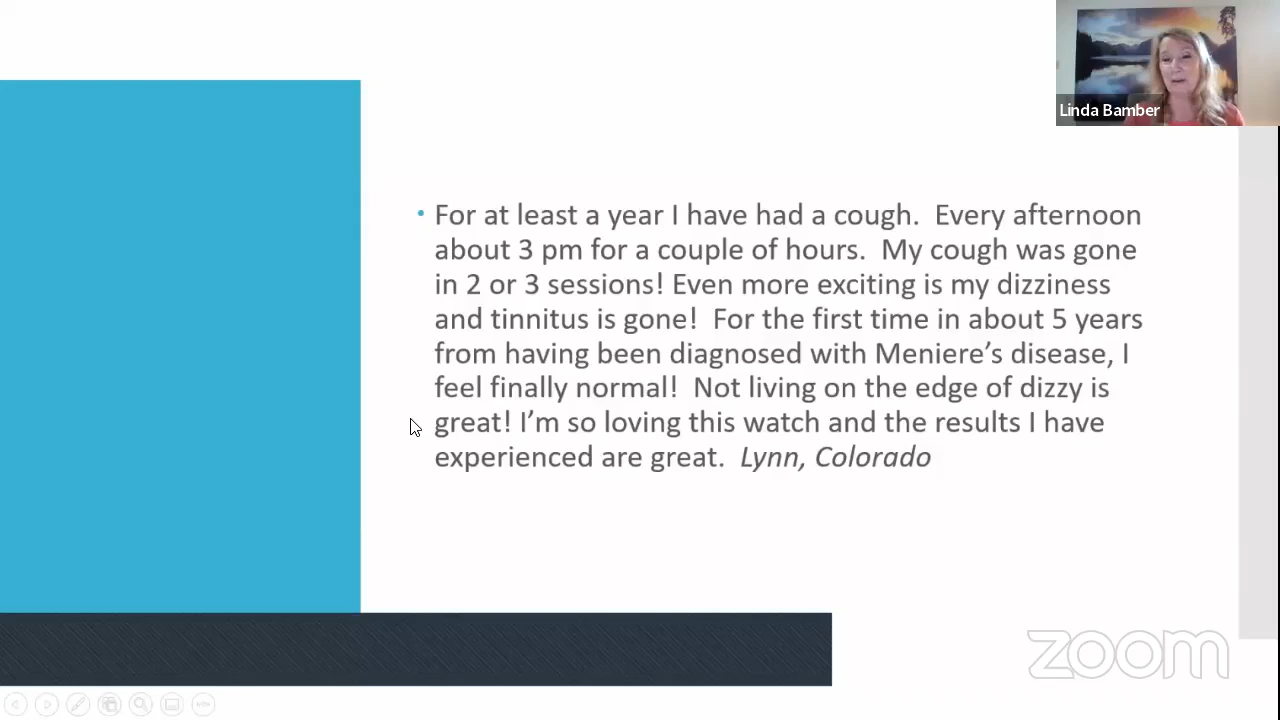 Linda Bamber
• For at least a year I have had a cough.  Every afternoon
about 3 pm for a couple of hours.  My cough was gone
in 2 or 3 sessions! Even more exciting is my dizziness
and tinnitus is gone!  For the first time in about 5 years
from having been diagnosed with Meniere’s disease, I
feel finally normal!  Not living on the edge of dizzy is
great! I’m so loving this watch and the results I have
experienced are great.  Lynn, Colorado
zoom